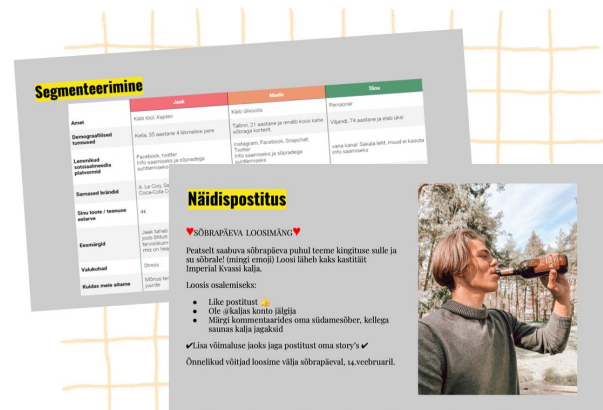 Segmenteerimine
Jaak
Siinu
Amet
Käib tööl, Kapten
Käib ülikoolis
Pensionär
Demograafilised tunnused
Keila, 35 aastane 4 liikmeline pere
Tallinn, 21 aastane ja rendib koos kahe sõbraga korterit.
Viljandi, 74 aastane ja elab üksi
Lemmikud sotsiaalmeedia platvormid
Facebook, twitter
Info saamiseks ja sõpradega suhtlemiseks
Instagram, Facebook, Snapchat, Twitter
Info saamiseks ja sõpradega suhtlemiseks
vana kanal: Sakala leht, muud ei kasuta
info saamiseks
Sarnased brändid
A. Le Coq,
Coca-Cola
Sinu toote / teenuse eelarve
4€
Eesmärgid
Jaak tahab
Valukohad
Stress
Kuidas meie aitame
Näidispostitus
♥SÕBRAPÄEVA LOOSIMÄNG♥
Peatselt saabuva sõbrapäeva puhul teeme kingituse sulle ja
su sõbrale! (mingi emoji) Loosi läheb kaks kastitäit
Imperial Kvassi kalja.
Loosis osalemiseks:
● Like postitust 👍
● Ole @kaljas konto jälgija
● Märgi kommentaarides oma südamesõber, kellega
saunas kalja jagaksid
✔Lisa võimaluse jaoks jaga postitust oma story's ✔
Õnnelikud võitjad loosime välja sõbrapäeval, 14.veebruaril.